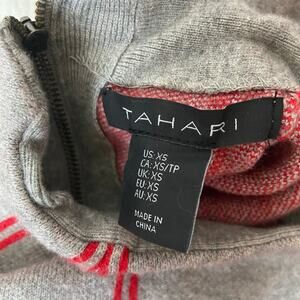 TAHARI
US:XS
CA:XS/TP
UK:XS
EU:XS
AU:XS
MADE IN
CHINA